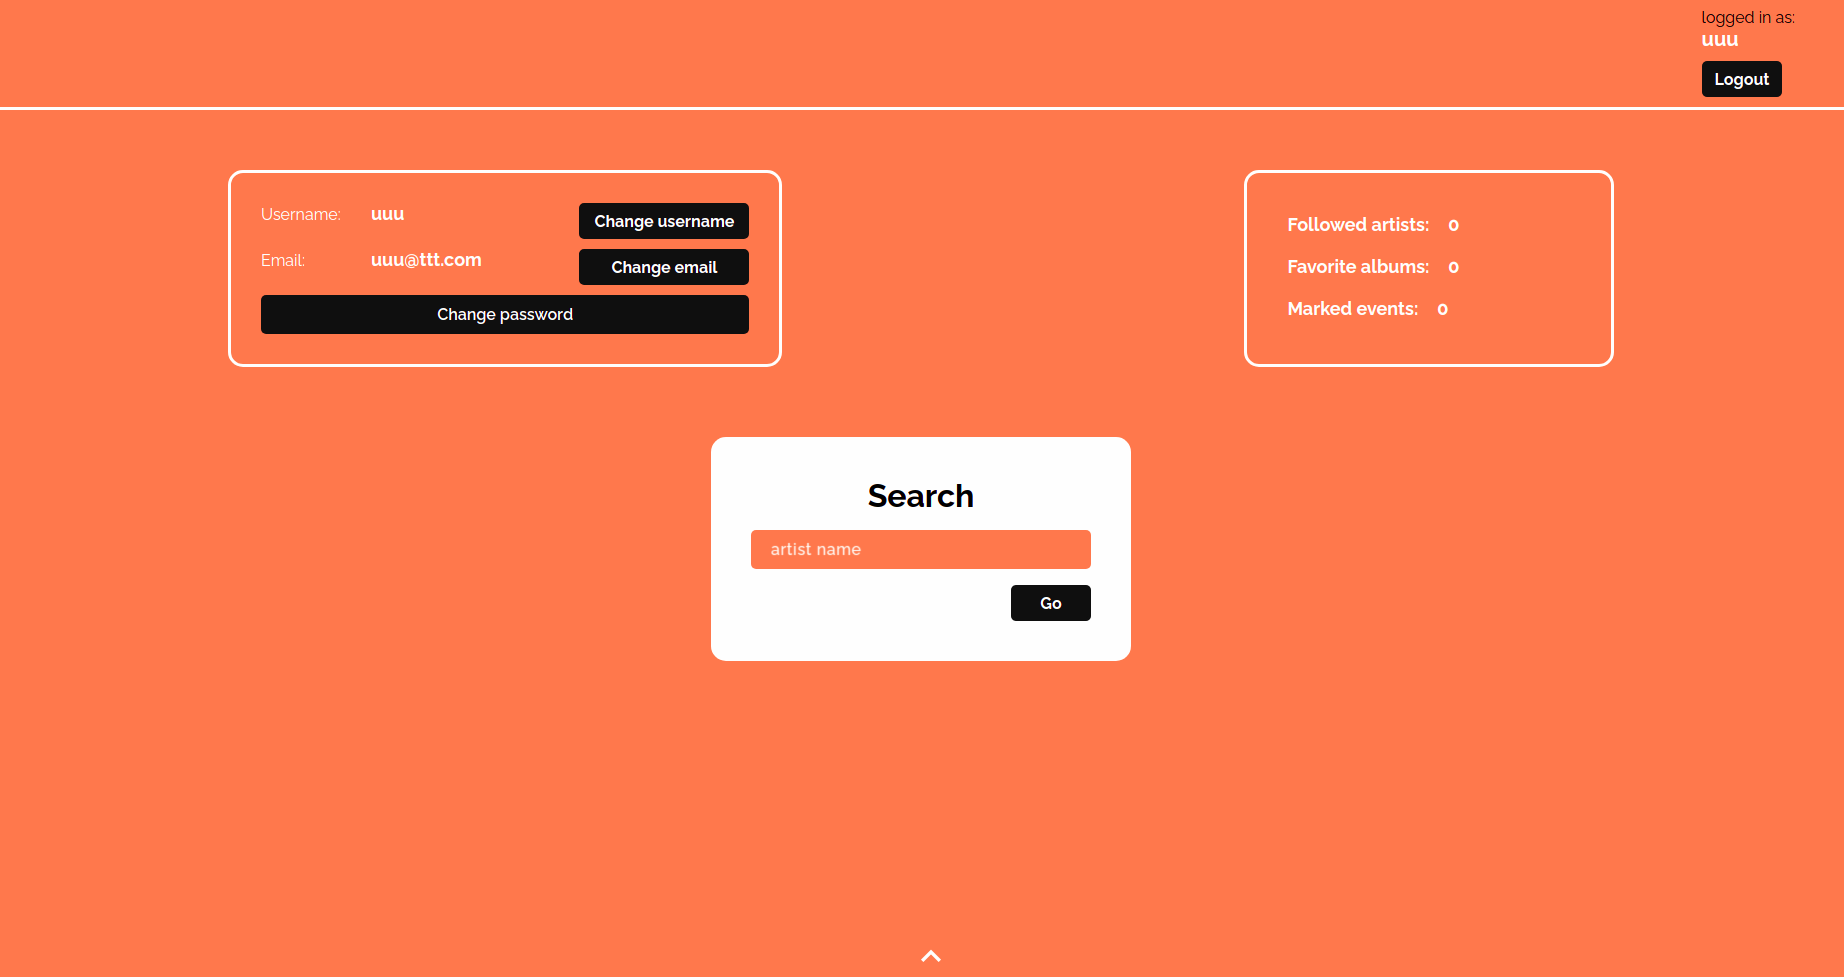 logged in as:
uuu
Logout
Username: uuu Change username
Email: uuu@ttt.com Change email
Change password
Followed artists: 0
Favorite albums: 0
Marked events: 0
Search
artist name
Go